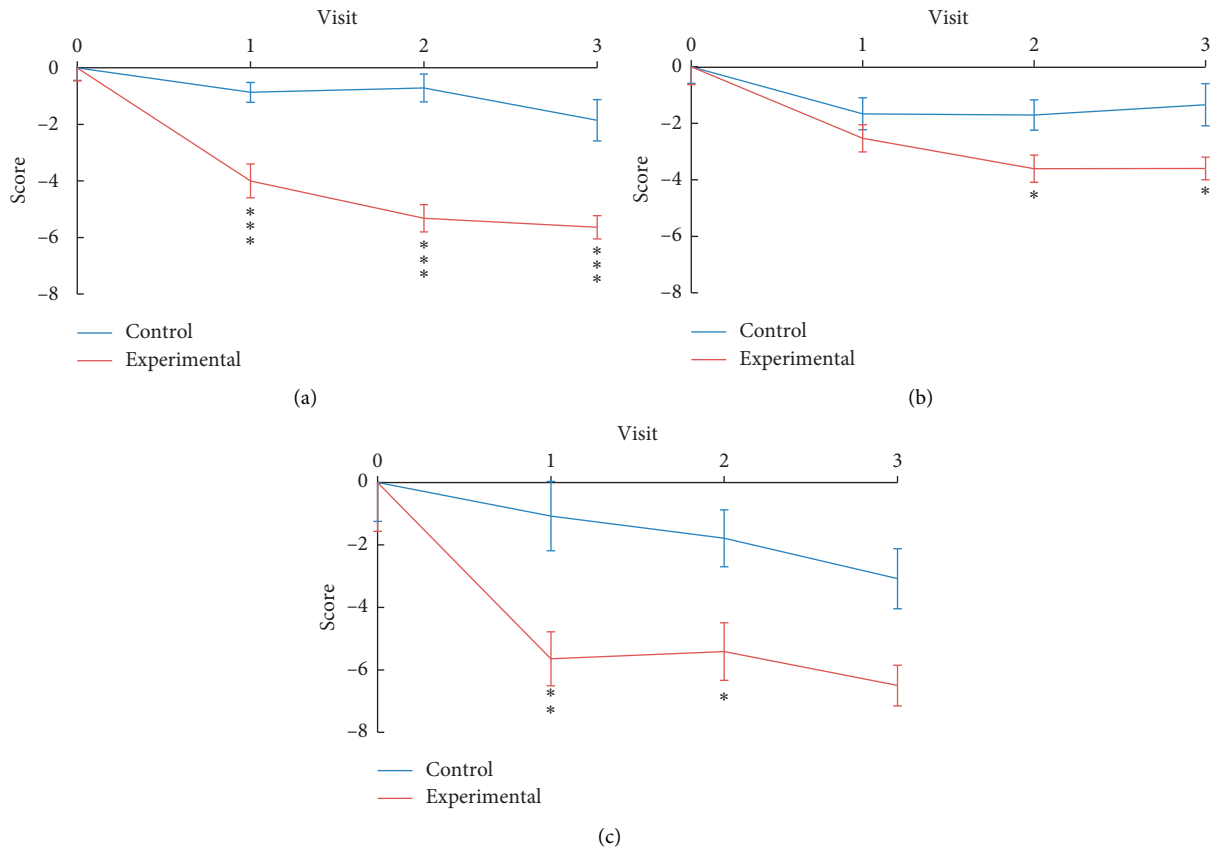 Visit
0 1 2 3
0
−2
−4
−6
−8
Score
***
***
***
Control
Experimental
(a)
Visit
0 1 2 3
0
−2
−4
−6
−8
Score
*
*
Control
Experimental
(b)
Visit
0 1 2 3
0
−2
−4
−6
−8
Score
**
*
Control
Experimental
(c)